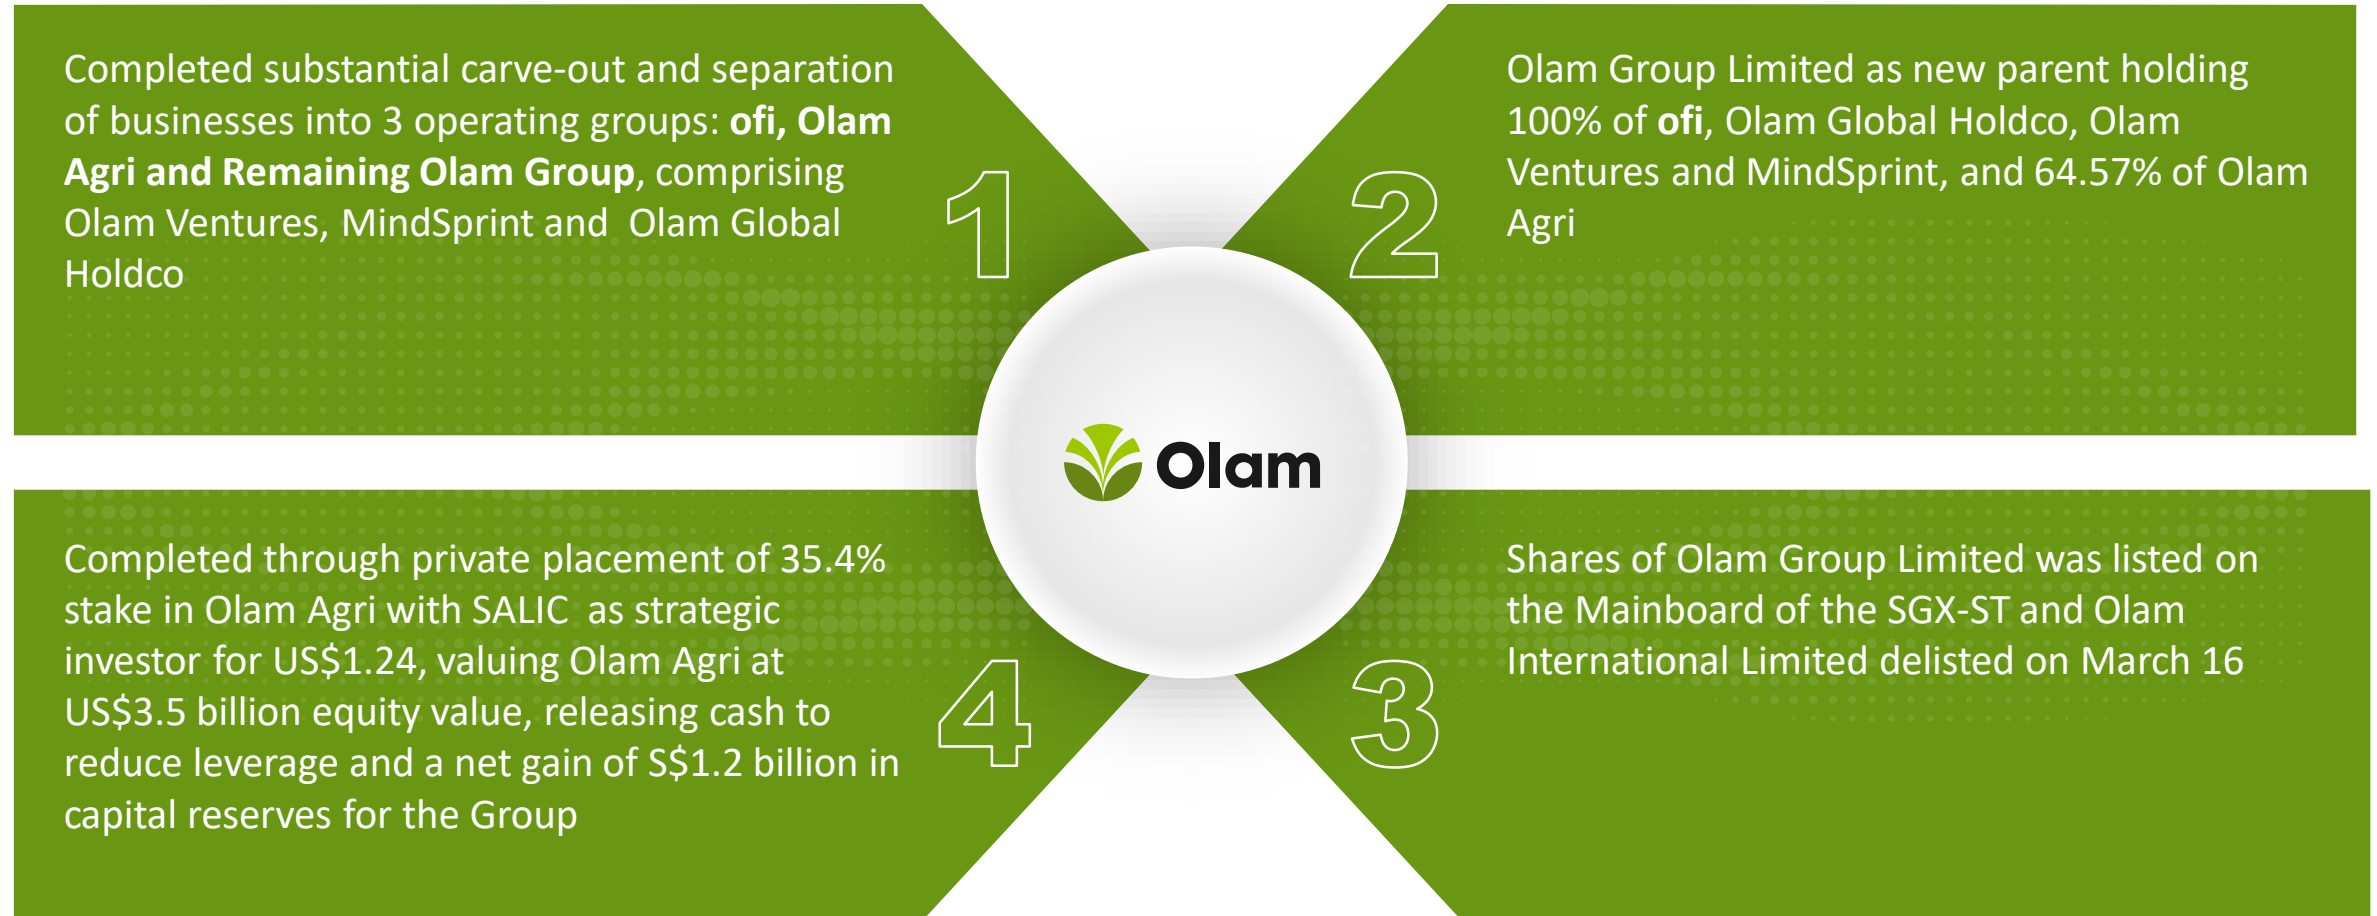 Completed substantial carve-out and separation
of businesses into 3 operating groups: ofi, Olam
Agri and Remaining Olam Group, comprising
Olam Ventures, MindSprint and  Olam Global
Holdco
1
Olam Group Limited as new parent holding
100% of ofi, Olam Global Holdco, Olam
Ventures and MindSprint, and 64.57% of Olam
Agri
2
Olam
Shares of Olam Group Limited was listed on
the Mainboard of the SGX-ST and Olam
International Limited delisted on March 16
3
Completed through private placement of 35.4%
stake in Olam Agri with SALIC  as strategic
investor for US$1.24, valuing Olam Agri at
US$3.5 billion equity value, releasing cash to
reduce leverage and a net gain of S$1.2 billion in
capital reserves for the Group
4